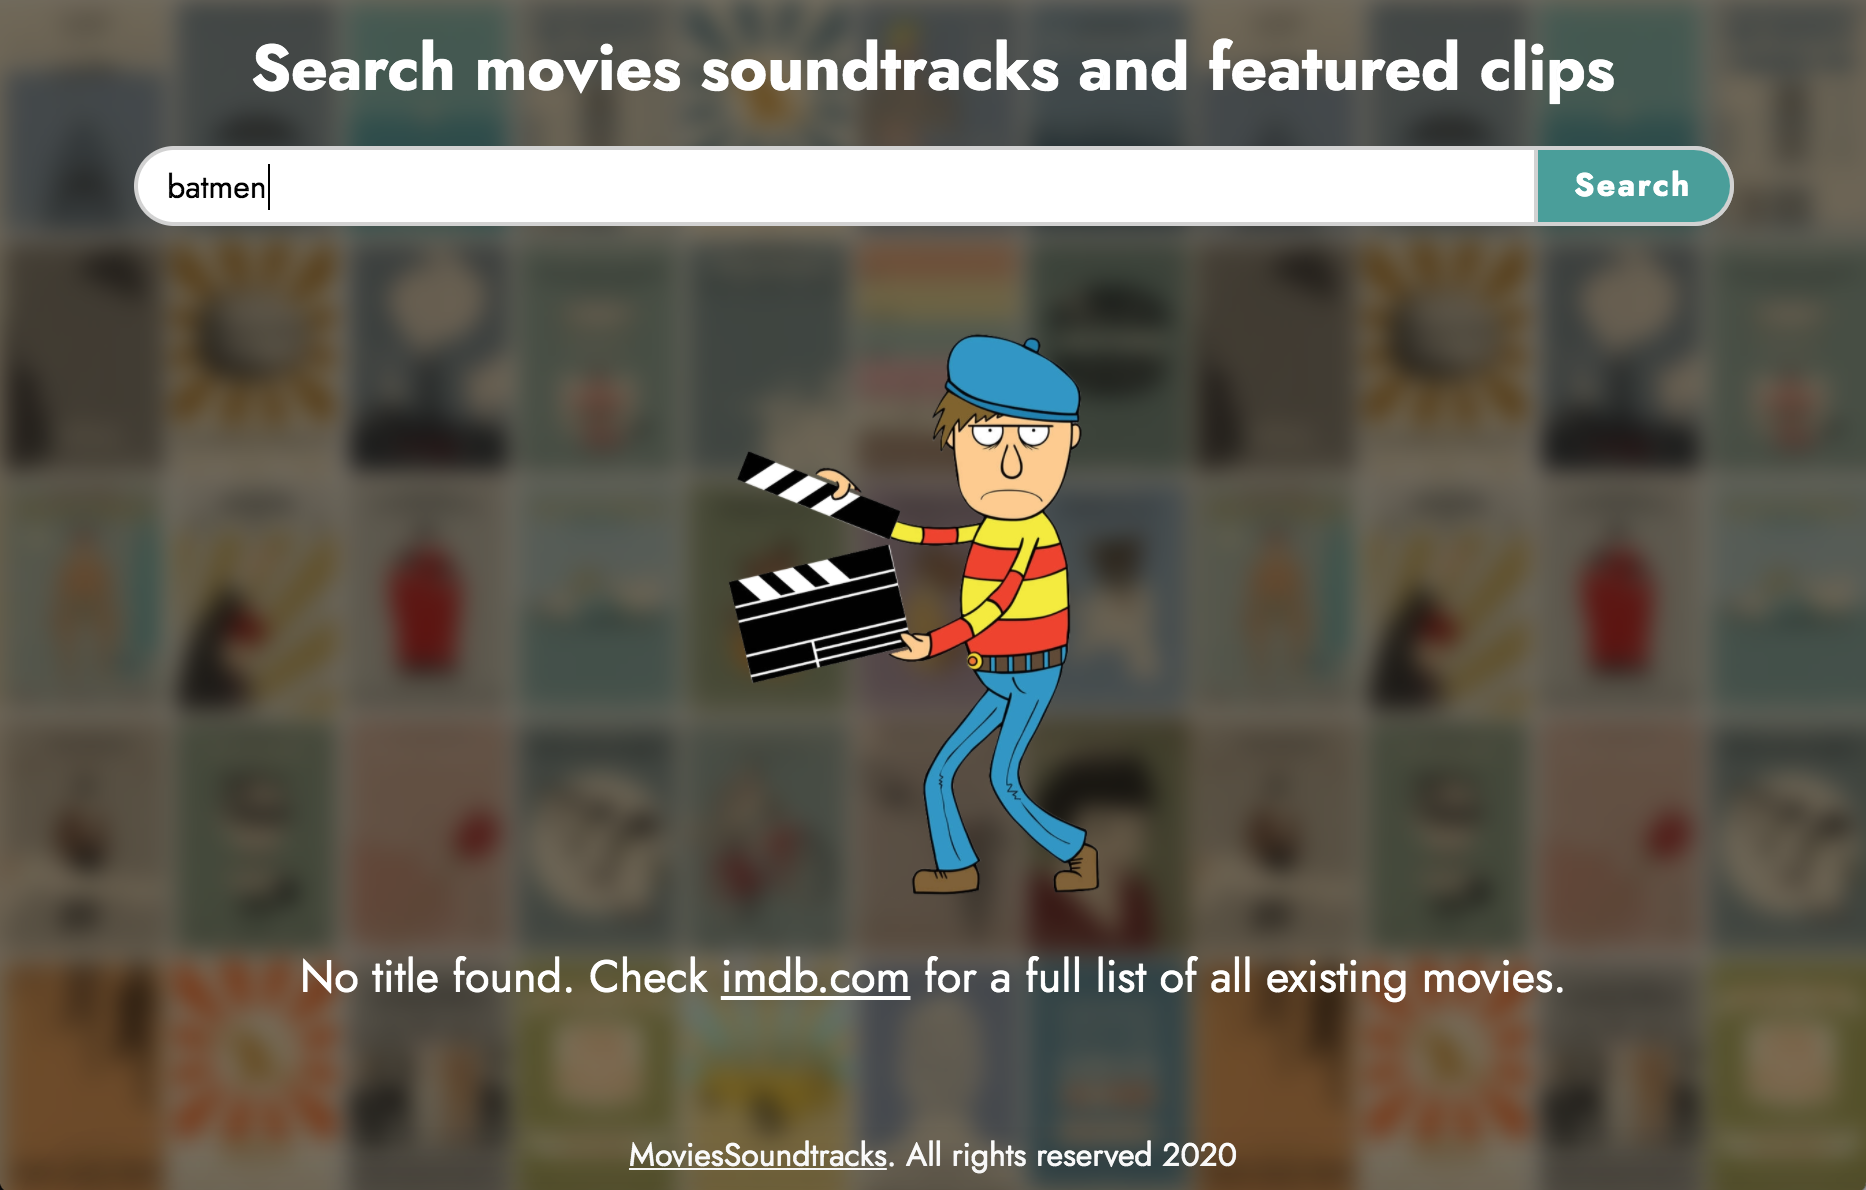 Search movies soundtracks and featured clips
batmen
Search
No title found. Check imdb.com for a full list of all existing movies.
MoviesSoundtracks. All rights reserved 2020